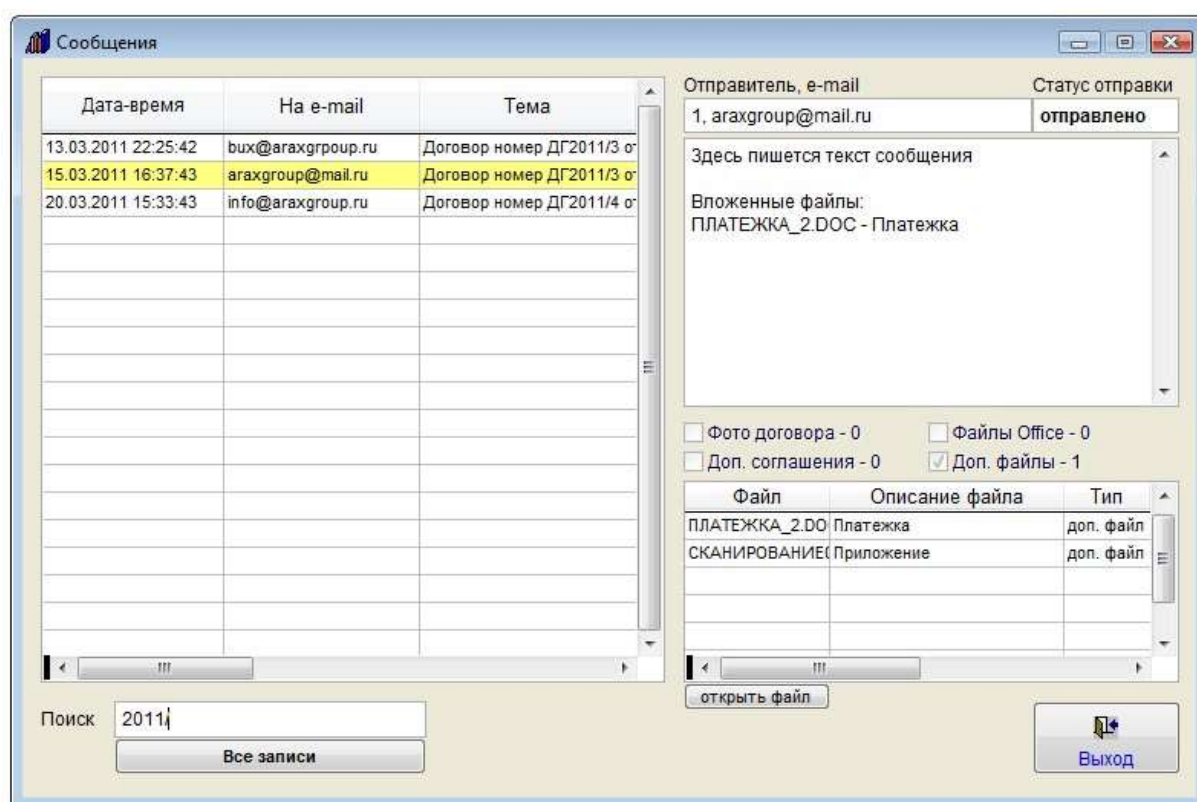 Сообщения
Дата-время На e-mail Тема
13.03.2011 22:25:42 bux@araxgrpoup.ru Договор номер ДГ2011/3 от
15.03.2011 16:37:43 araxgroup@mail.ru Договор номер ДГ2011/3 от
20.03.2011 15:33:43 info@araxgroup.ru Договор номер ДГ2011/4 от
Поиск 2011/
Все записи
Отправитель, e-mail Статус отправки
1, araxgroup@mail.ru отправлено
Здесь пишется текст сообщения
Вложенные файлы:
ПЛАТЕЖКА_2.DOC - Платежка
Фото договора - 0 Файлы Office - 0
Доп. соглашения - 0 Доп. файлы - 1
Файл Описание файла Тип
ПЛАТЕЖКА_2.DO Платежка доп. файл
СКАНИРОВАНИЕ Приложение доп. файл
открыть файл
Выход